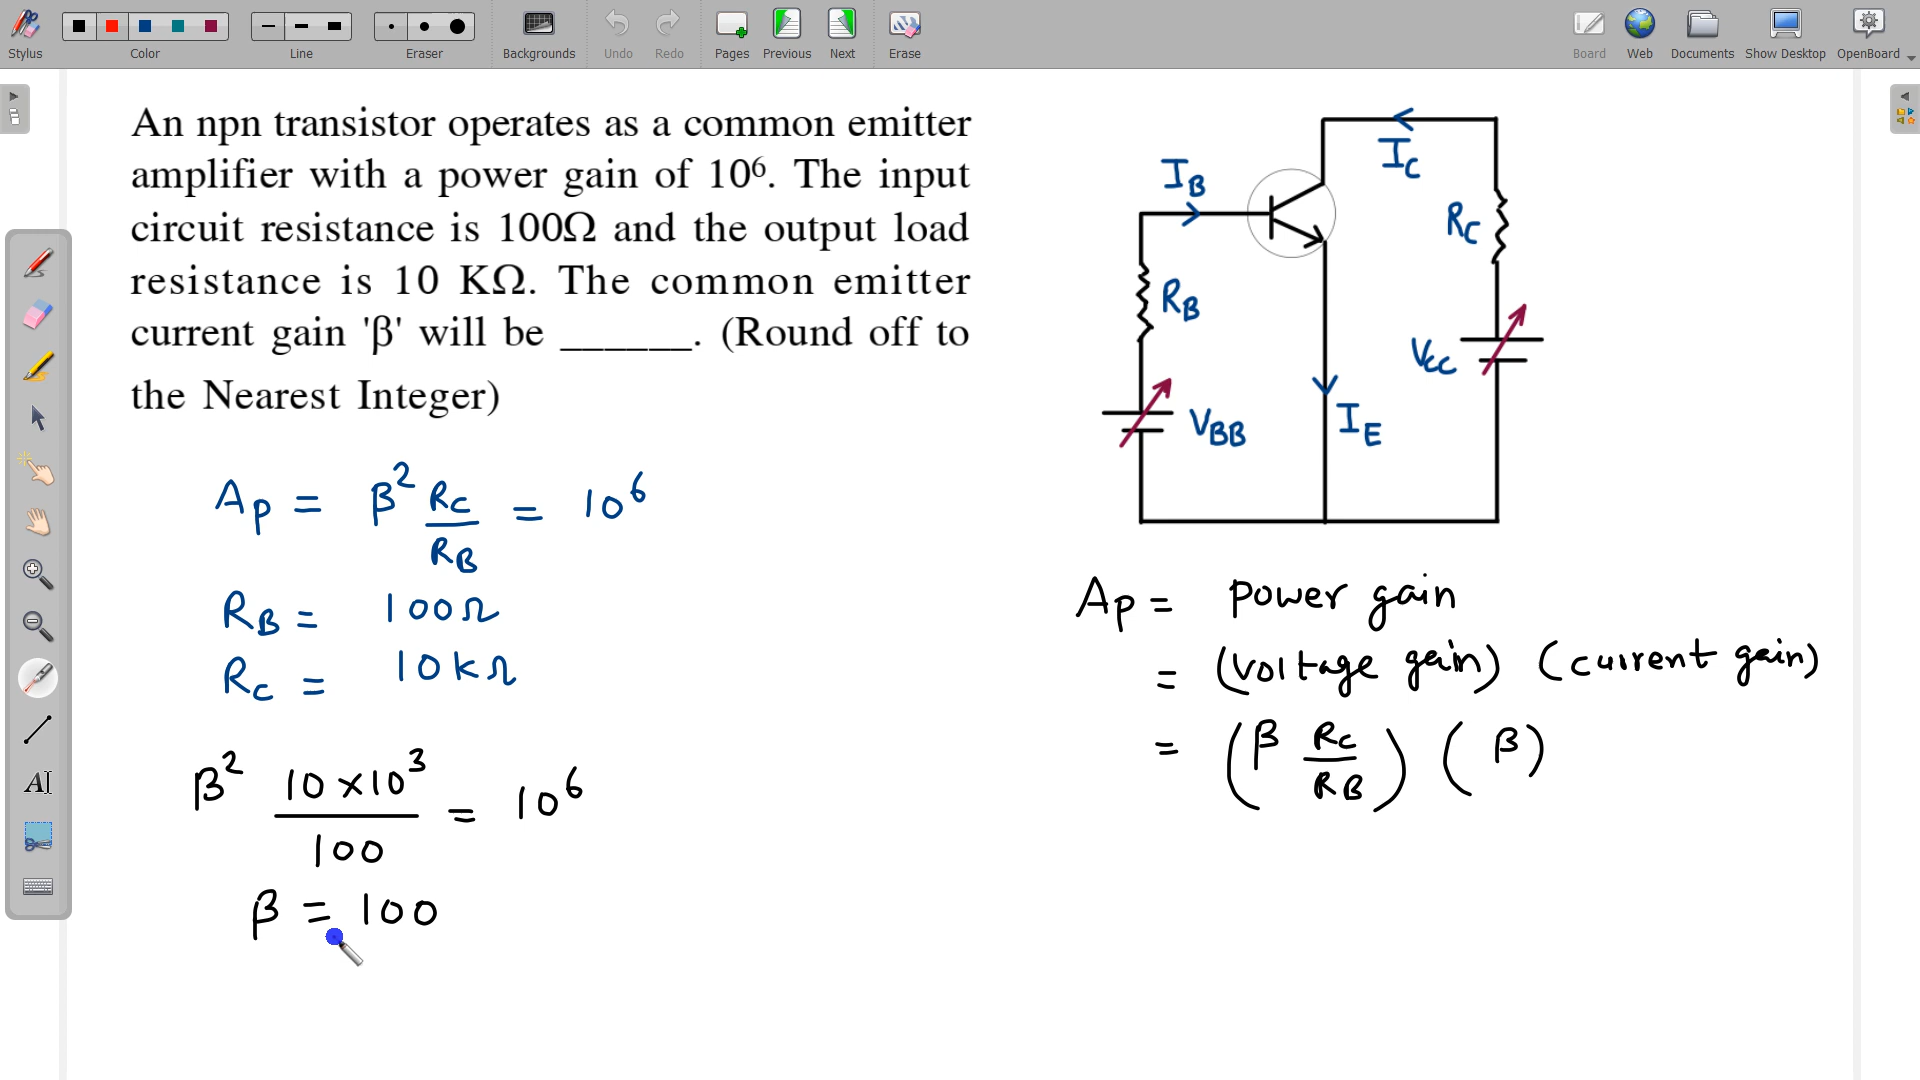 Stylus Color Line Eraser Backgrounds Undo Redo Pages Previous Next Erase Board Web Documents Show Desktop OpenBoard
An npn transistor operates as a common emitter
amplifier with a power gain of 10⁶. The input
circuit resistance is 100Ω and the output load
resistance is 10 KΩ. The common emitter
current gain 'β' will be ______. (Round off to
the Nearest Integer)
A_P = β² R_C/R_B = 10⁶
R_B = 100Ω
R_C = 10kΩ
β² (10×10³)/100 = 10⁶
β = 100
I_B
I_C
R_C
R_B
V_CC
V_BB
I_E
A_P = power gain
= (voltage gain) (current gain)
= (β R_C/R_B) (β)
AI